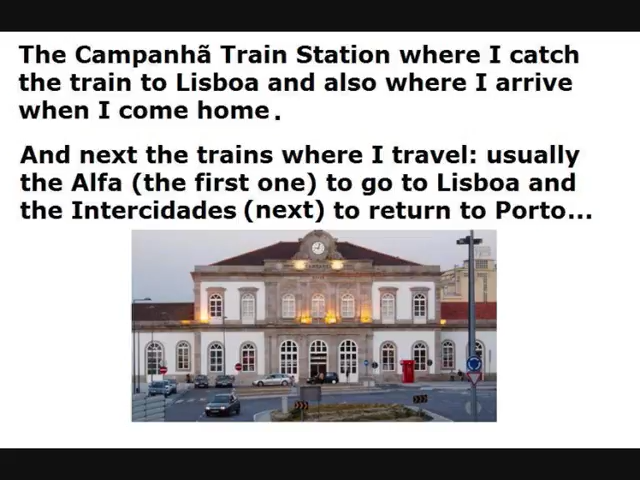 The Campanhã Train Station where I catch
the train to Lisboa and also where I arrive
when I come home.
And next the trains where I travel: usually
the Alfa (the first one) to go to Lisboa and
the Intercidades (next) to return to Porto...